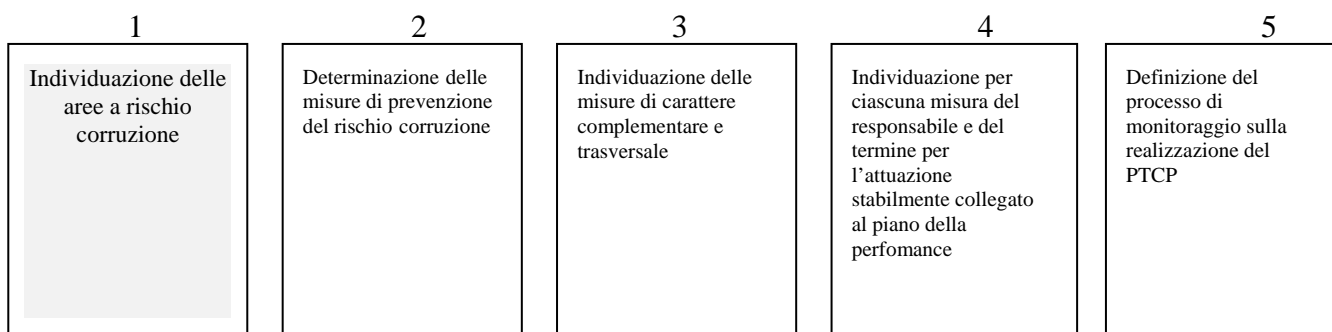 1
Individuazione delle
aree a rischio
corruzione
2
Determinazione delle
misure di prevenzione
del rischio corruzione
3
Individuazione delle
misure di carattere
complementare e
trasversale
4
Individuazione per
ciascuna misura del
responsabile e del
termine per
l’attuazione
stabilmente collegato
al piano della
perfomance
5
Definizione del
processo di
monitoraggio sulla
realizzazione del
PTCP